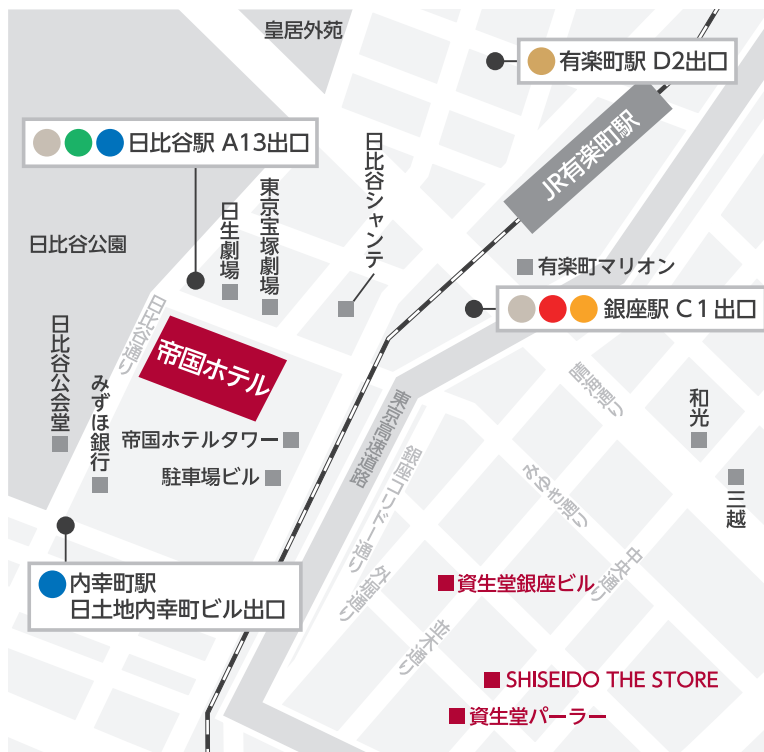 皇居外苑
有楽町駅 D2出口
日比谷駅 A13出口
JR有楽町駅
日比谷シャンテ
東京宝塚劇場
日生劇場
日比谷公園
有楽町マリオン
銀座駅 C1出口
日比谷通り
帝国ホテル
日比谷公会堂
みずほ銀行
晴海通り
和光
東京高速道路
帝国ホテルタワー
駐車場ビル
銀座コリドー通り
みゆき通り
三越
外堀通り
中央通り
内幸町駅
日土地内幸町ビル出口
資生堂銀座ビル
並木通り
SHISEIDO THE STORE
資生堂パーラー